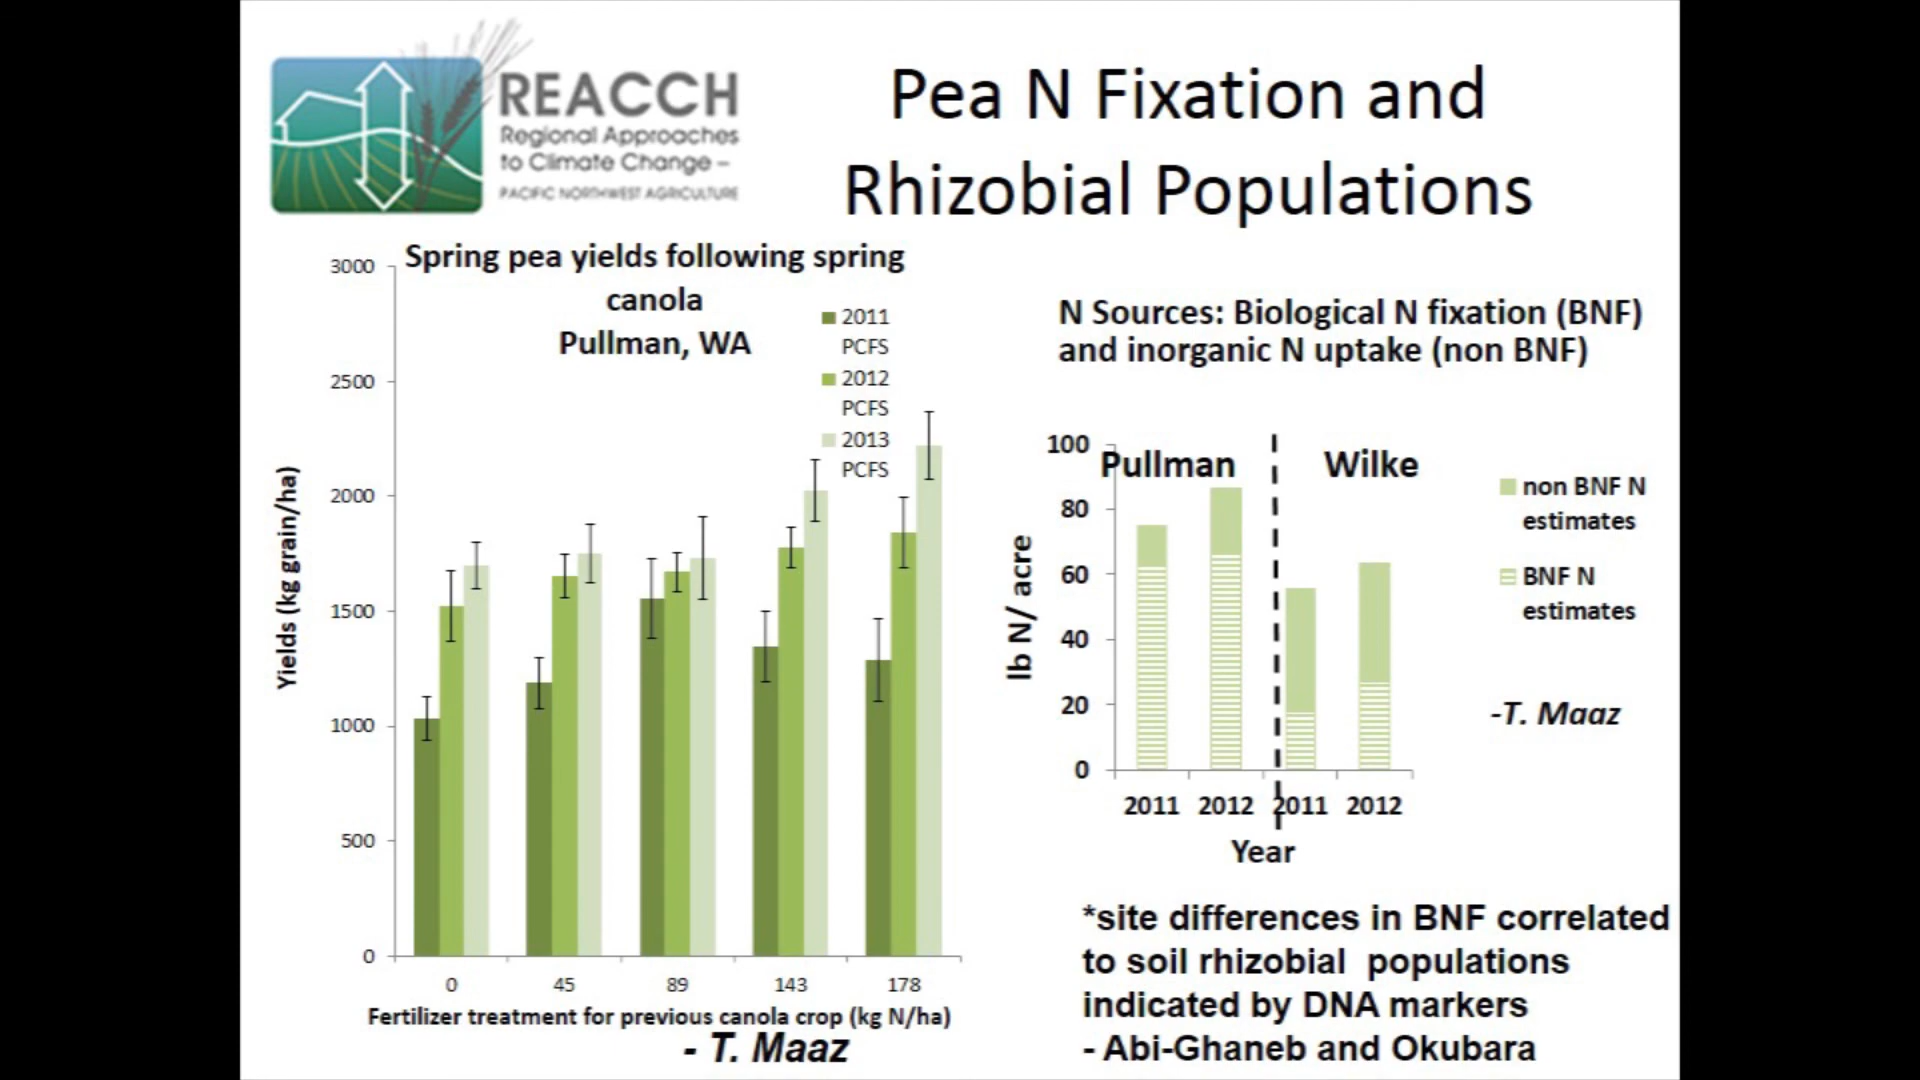 REACCH
Regional Approaches
to Climate Change –
PACIFIC NORTHWEST AGRICULTURE
Pea N Fixation and
Rhizobial Populations
Spring pea yields following spring
canola
Pullman, WA
2011
PCFS
2012
PCFS
2013
PCFS
Yields (kg grain/ha)
3000
2500
2000
1500
1000
500
0
0 45 89 143 178
Fertilizer treatment for previous canola crop (kg N/ha)
- T. Maaz
N Sources: Biological N fixation (BNF)
and inorganic N uptake (non BNF)
Pullman Wilke
lb N/ acre
100
80
60
40
20
0
2011 2012 2011 2012
Year
non BNF N
estimates
BNF N
estimates
-T. Maaz
*site differences in BNF correlated
to soil rhizobial populations
indicated by DNA markers
- Abi-Ghaneb and Okubara